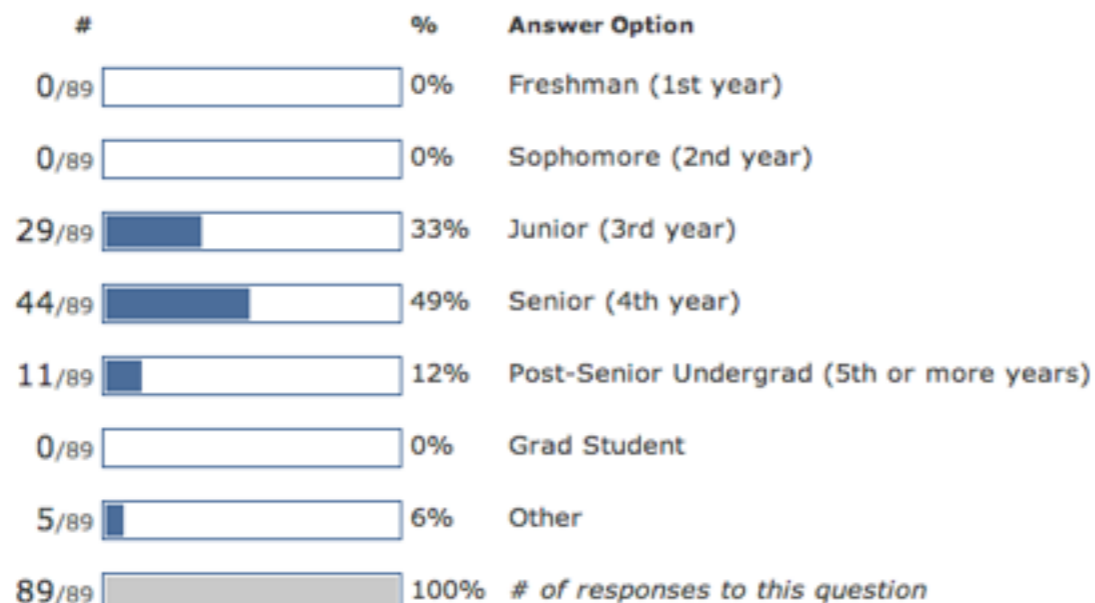 # % Answer Option
0/89 0% Freshman (1st year)
0/89 0% Sophomore (2nd year)
29/89 33% Junior (3rd year)
44/89 49% Senior (4th year)
11/89 12% Post-Senior Undergrad (5th or more years)
0/89 0% Grad Student
5/89 6% Other
89/89 100% # of responses to this question